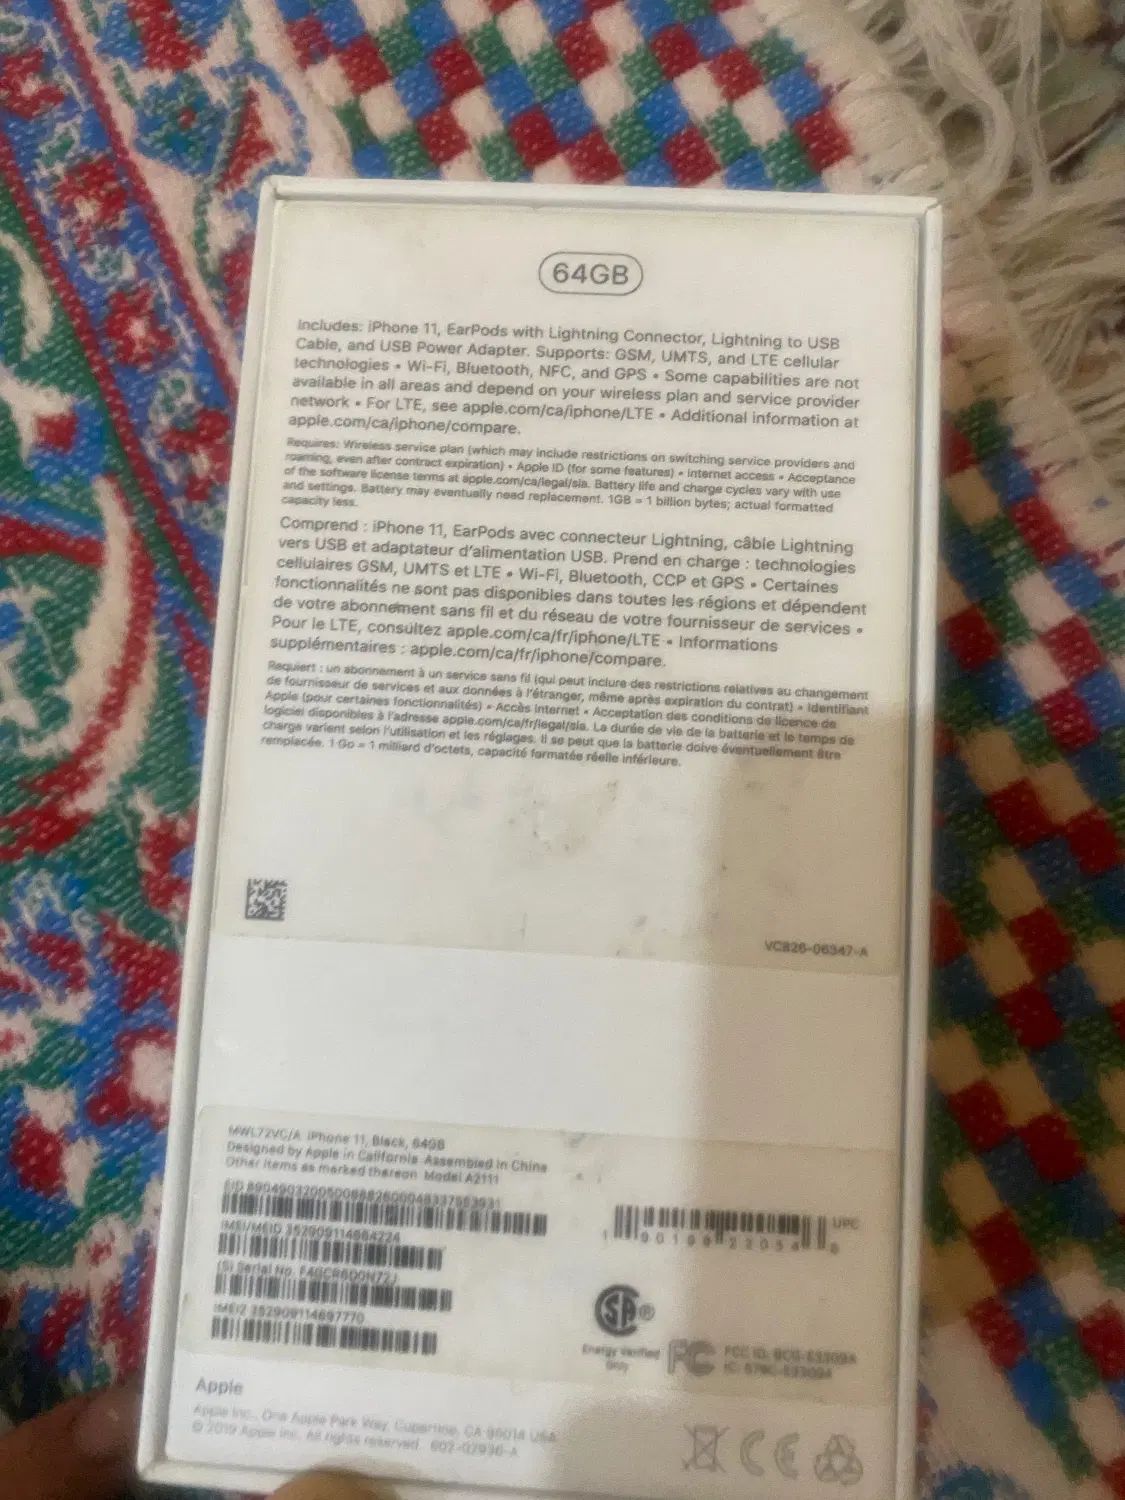 64GB
Includes: iPhone 11, EarPods with Lightning Connector, Lightning to USB
Cable, and USB Power Adapter. Supports: GSM, UMTS, and LTE cellular
technologies • Wi-Fi, Bluetooth, NFC, and GPS • Some capabilities are not
available in all areas and depend on your wireless plan and service provider
network • For LTE, see apple.com/ca/iphone/LTE • Additional information at
apple.com/ca/iphone/compare.
Requires: Wireless service plan (which may include restrictions on switching service providers and
roaming, even after contract expiration) • Apple ID (for some features) • Internet access • Acceptance
of the software license terms at apple.com/ca/legal/sla. Battery life and charge cycles vary with use
and settings. Battery may eventually need replacement. 1GB = 1 billion bytes; actual formatted
capacity less.
Comprend : iPhone 11, EarPods avec connecteur Lightning, câble Lightning
vers USB et adaptateur d'alimentation USB. Prend en charge : technologies
cellulaires GSM, UMTS et LTE • Wi-Fi, Bluetooth, CCP et GPS • Certaines
fonctionnalités ne sont pas disponibles dans toutes les régions et dépendent
de votre abonnement sans fil et du réseau de votre fournisseur de services •
Pour le LTE, consultez apple.com/ca/fr/iphone/LTE • Informations
supplémentaires : apple.com/ca/fr/iphone/compare.
Requiert : un abonnement à un service sans fil (qui peut inclure des restrictions relatives au changement
de fournisseur de services et aux données à l'étranger, même après expiration du contrat) • Identifiant
Apple (pour certaines fonctionnalités) • Accès Internet • Acceptation des conditions de licence de
logiciel disponibles à l'adresse apple.com/ca/fr/legal/sla. La durée de vie de la batterie et le temps de
charge varient selon l'utilisation et les réglages. Il se peut que la batterie doive éventuellement être
remplacée. 1 Go = 1 milliard d'octets, capacité formatée réelle inférieure.
VC826-06347-A
MWL72VC/A iPhone 11, Black, 64GB
Designed by Apple in California Assembled in China
Other items as marked thereon Model A2111
EID
IMEI/MEID 352909114664224
(S) Serial No.
IMEI2 352909114697770
UPC
Energy Verified
only
FCC ID: BCG-E3309A
IC: 579C-E3309A
Apple
Apple Inc., One Apple Park Way, Cupertino, CA 95014 USA
© 2019 Apple Inc. All rights reserved. 602-02936-A